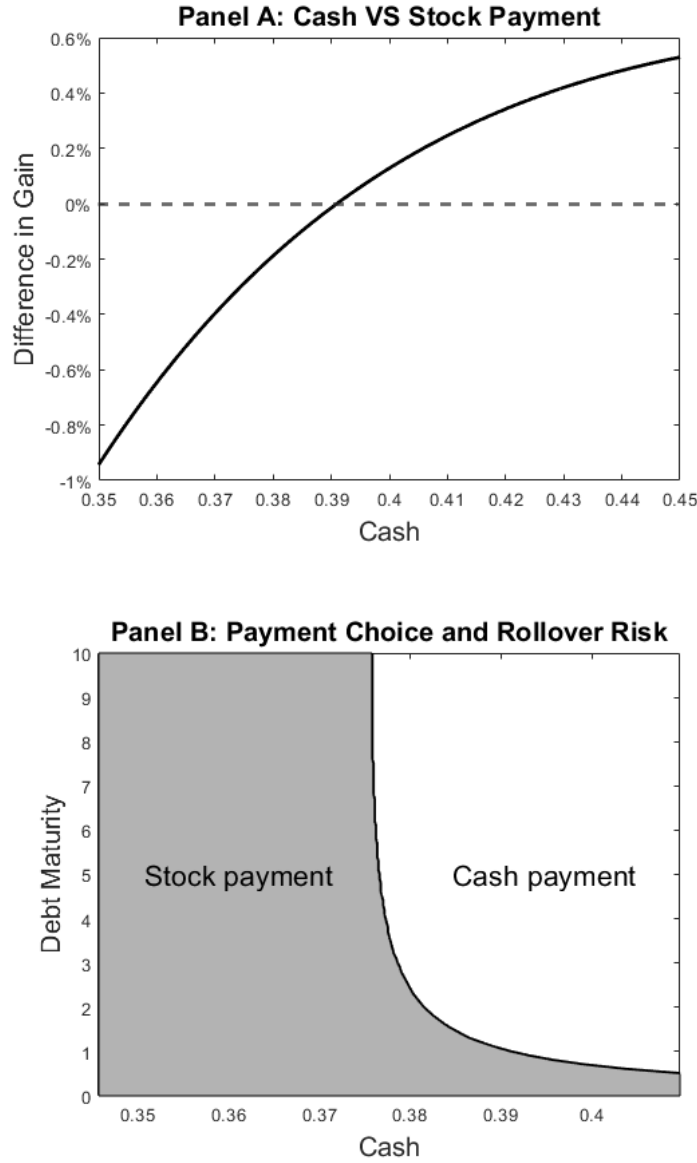 Panel A: Cash VS Stock Payment
0.6%
0.4%
0.2%
0%
-0.2%
-0.4%
-0.6%
-0.8%
-1%
Difference in Gain
0.35 0.36 0.37 0.38 0.39 0.4 0.41 0.42 0.43 0.44 0.45
Cash
Panel B: Payment Choice and Rollover Risk
10
9
8
7
6
5
4
3
2
1
0
Debt Maturity
Stock payment Cash payment
0.35 0.36 0.37 0.38 0.39 0.4
Cash